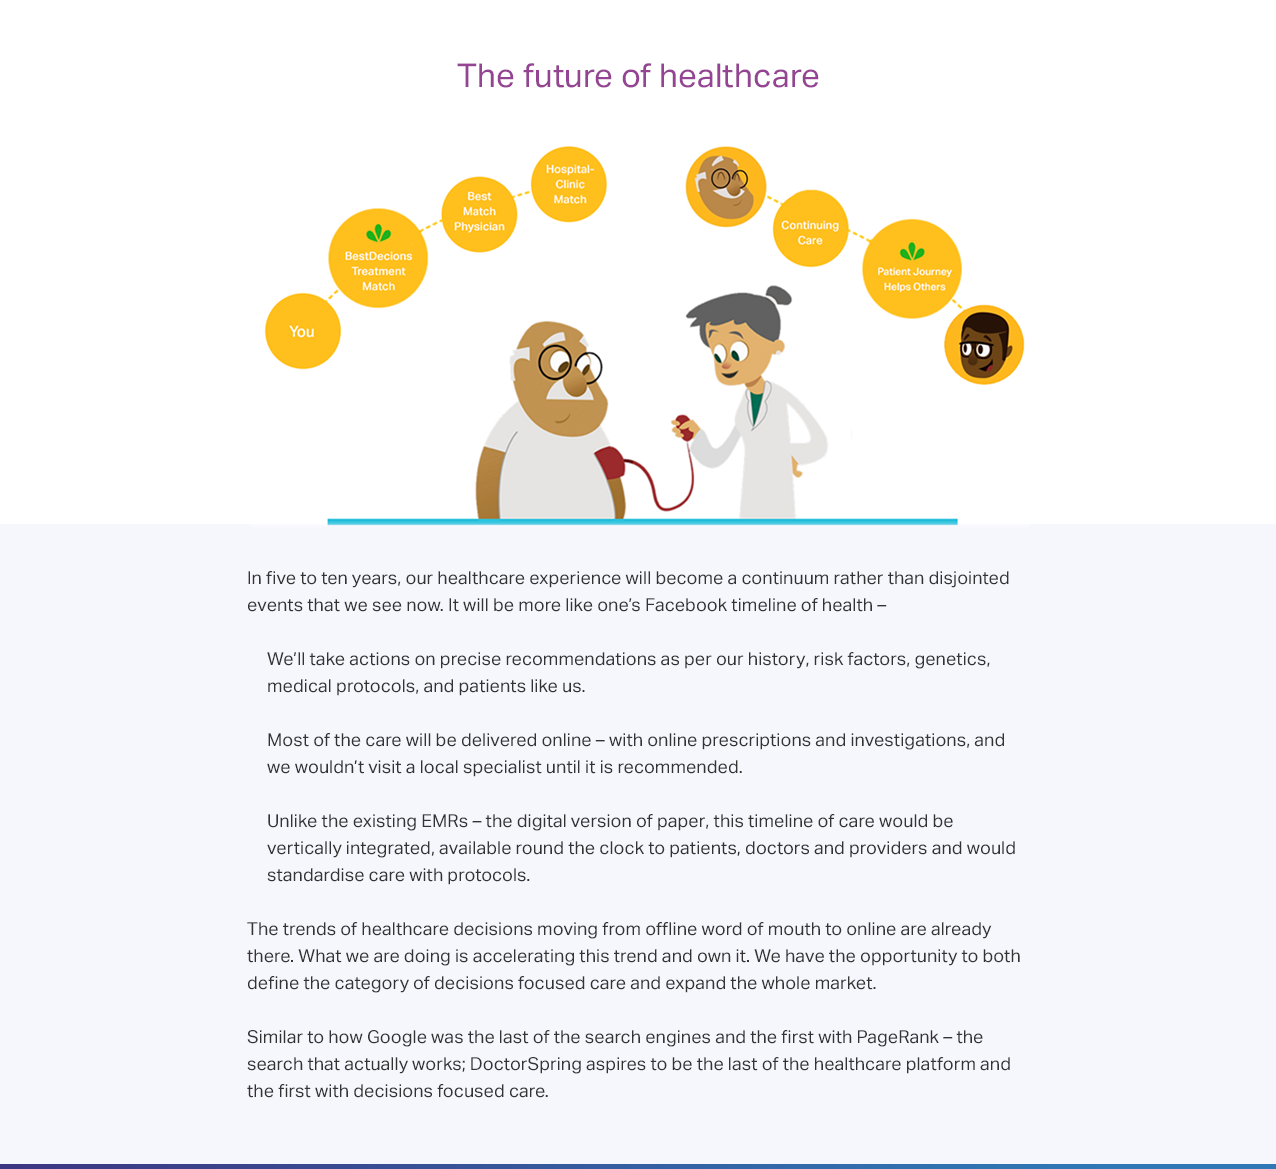 The future of healthcare
You
BestDecions
Treatment
Match
Best
Match
Physician
Hospital-
Clinic
Match
Continuing
Care
Patient Journey
Helps Others
In five to ten years, our healthcare experience will become a continuum rather than disjointed
events that we see now. It will be more like one’s Facebook timeline of health –
We’ll take actions on precise recommendations as per our history, risk factors, genetics,
medical protocols, and patients like us.
Most of the care will be delivered online – with online prescriptions and investigations, and
we wouldn’t visit a local specialist until it is recommended.
Unlike the existing EMRs – the digital version of paper, this timeline of care would be
vertically integrated, available round the clock to patients, doctors and providers and would
standardise care with protocols.
The trends of healthcare decisions moving from offline word of mouth to online are already
there. What we are doing is accelerating this trend and own it. We have the opportunity to both
define the category of decisions focused care and expand the whole market.
Similar to how Google was the last of the search engines and the first with PageRank – the
search that actually works; DoctorSpring aspires to be the last of the healthcare platform and
the first with decisions focused care.